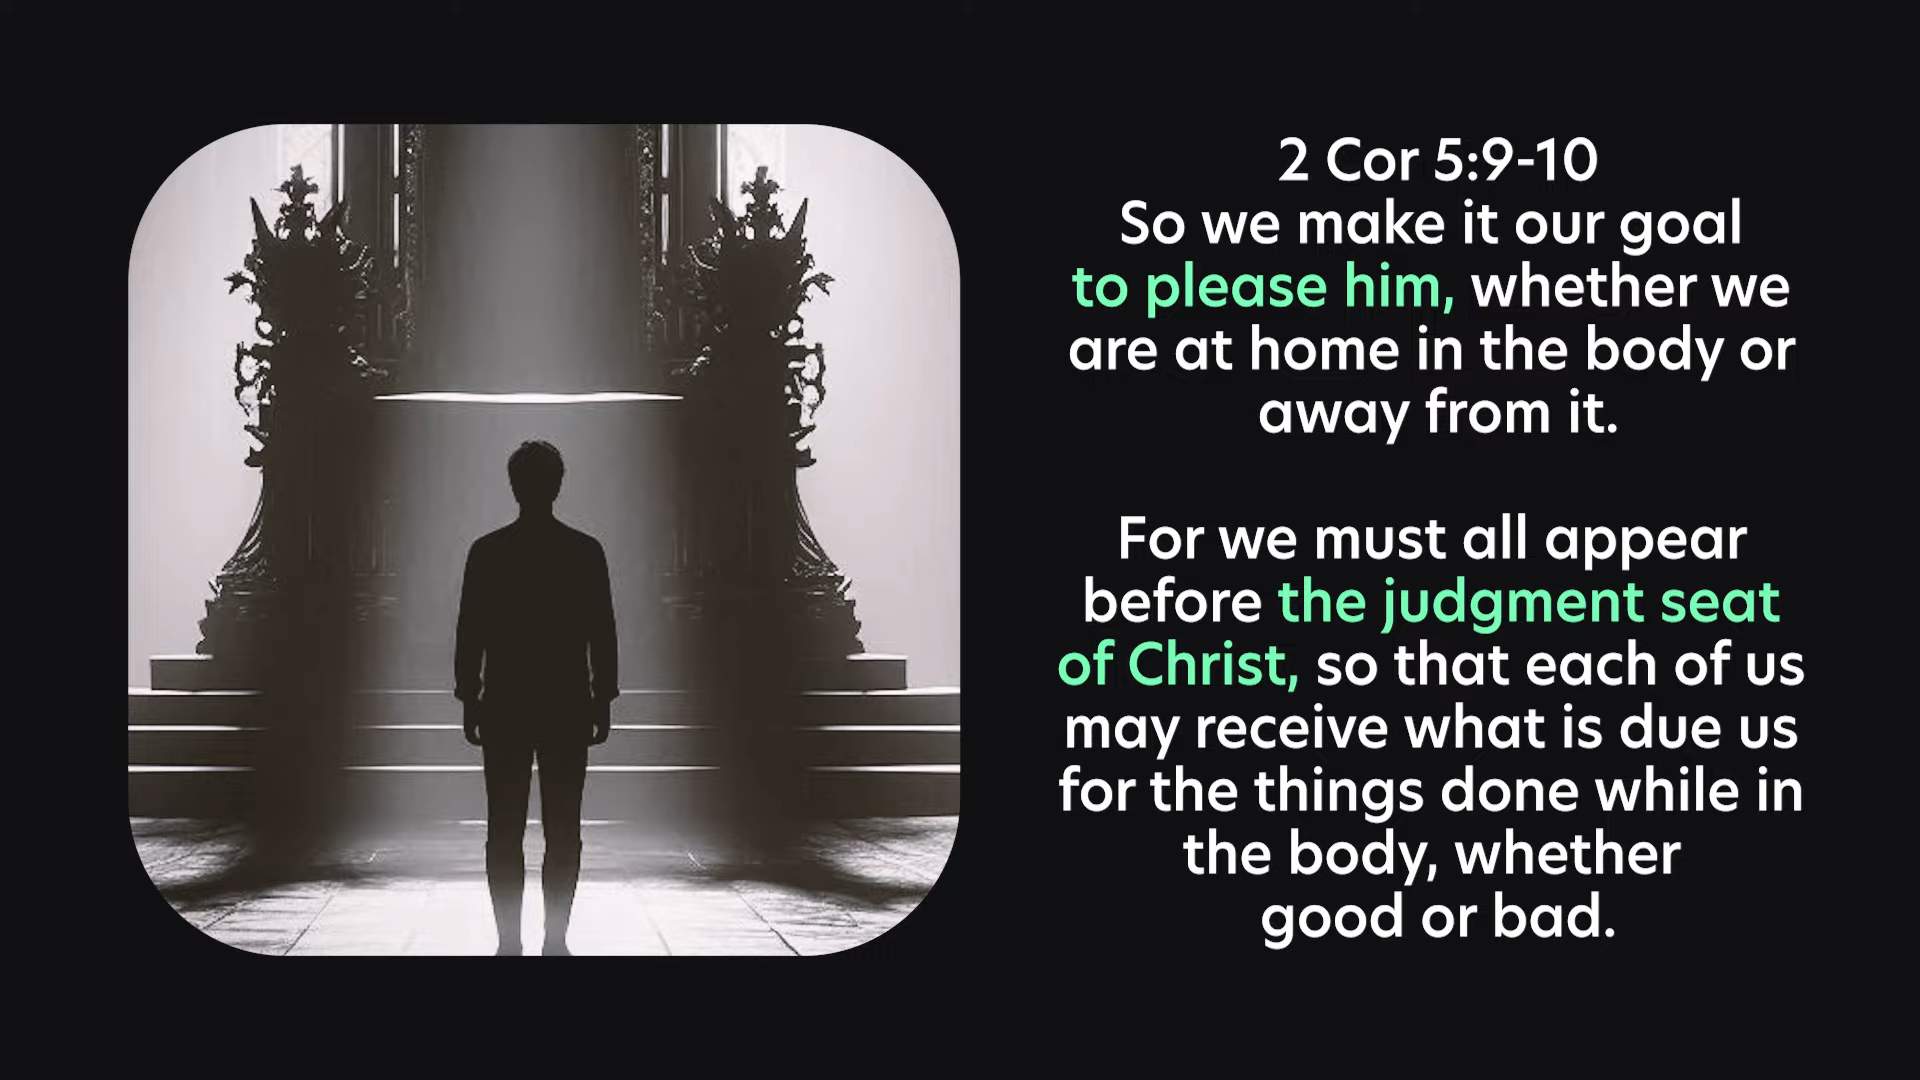 2 Cor 5:9-10
So we make it our goal
to please him, whether we
are at home in the body or
away from it.
For we must all appear
before the judgment seat
of Christ, so that each of us
may receive what is due us
for the things done while in
the body, whether
good or bad.